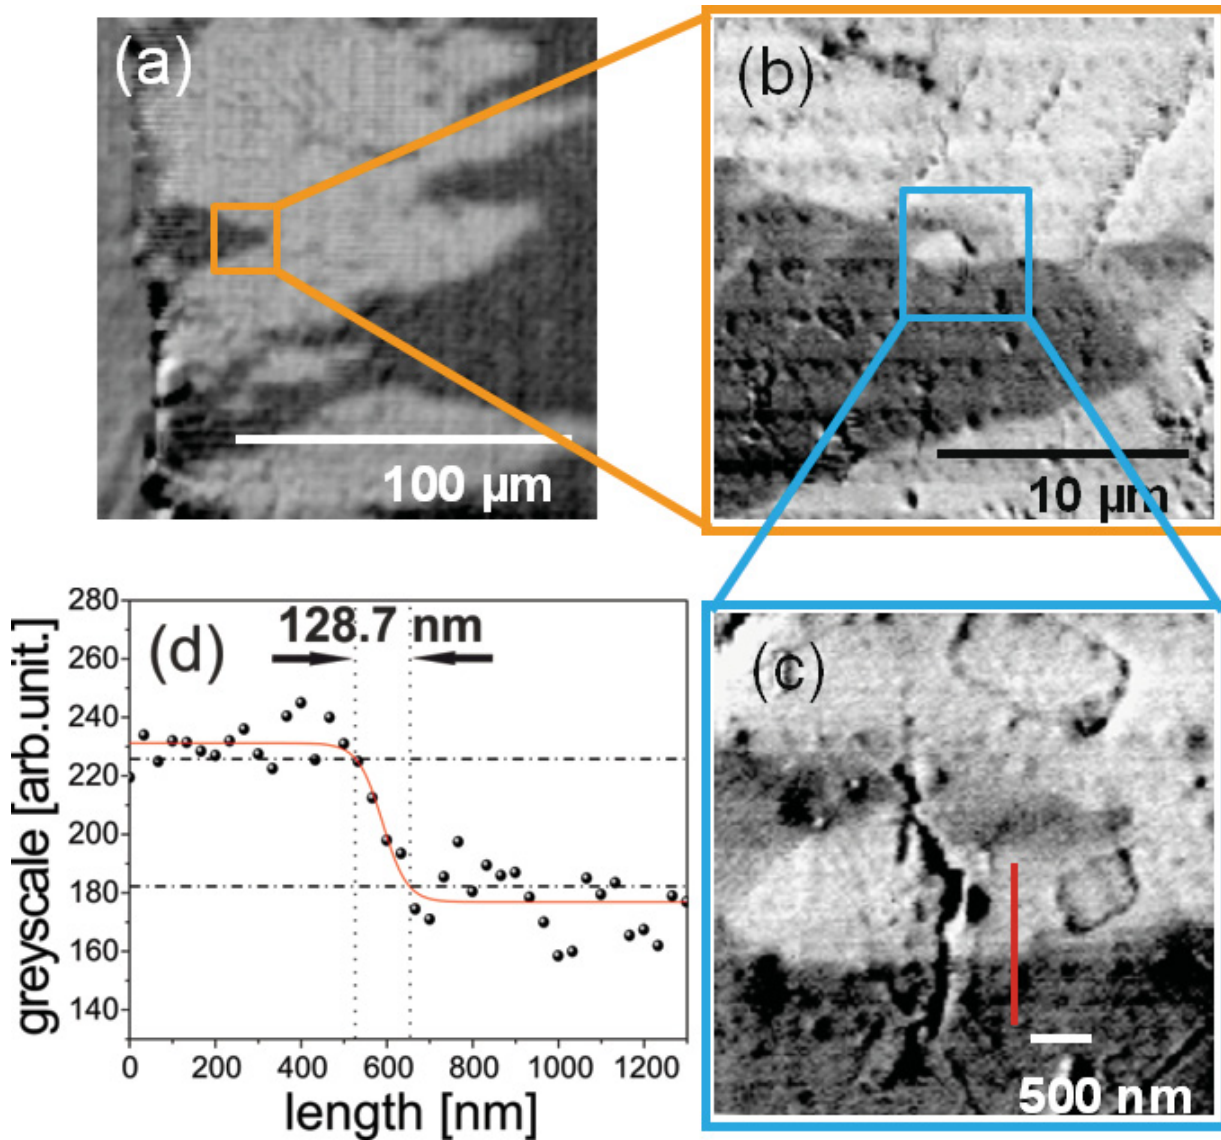 (a)
100 µm
(b)
10 µm
(c)
500 nm
(d)
128.7 nm
greyscale [arb.unit.]
280
260
240
220
200
180
160
140
0 200 400 600 800 1000 1200
length [nm]